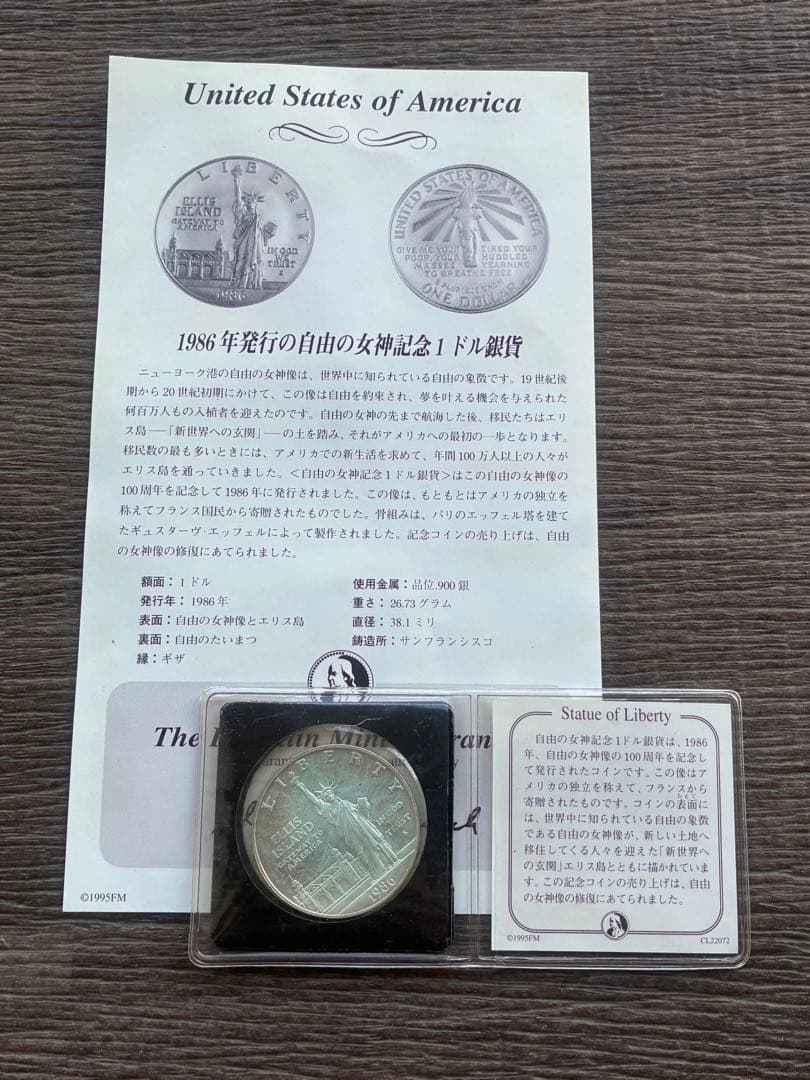 United States of America
LIBERTY
ELLIS
ISLAND
GATEWAY TO
AMERICA
IN GOD
WE
TRUST
S
1986
UNITED STATES OF AMERICA
GIVE ME YOUR TIRED, YOUR
POOR, YOUR HUDDLED
MASSES YEARNING
TO BREATHE FREE
E PLURIBUS UNUM
ONE DOLLAR
1986年発行の自由の女神記念1ドル銀貨
ニューヨーク港の自由の女神像は、世界中に知られている自由の象徴です。19世紀後
期から20世紀初期にかけて、この像は自由を約束され、夢を叶える機会を与えられた
何百万人もの入植者を迎えたのです。自由の女神の先まで航海した後、移民たちはエリ
ス島──「新世界への玄関」──の土を踏み、それがアメリカへの最初の一歩となります。
移民数の最も多いときには、アメリカでの新生活を求めて、年間100万人以上の人々が
エリス島を通っていきました。<自由の女神記念1ドル銀貨>はこの自由の女神像の
100周年を記念して1986年に発行されました。この像は、もともとはアメリカの独立を
称えてフランス国民から寄贈されたものでした。骨組みは、パリのエッフェル塔を建て
たギュスターヴ・エッフェルによって製作されました。記念コインの売り上げは、自由
の女神像の修復にあてられました。
額面：1ドル
発行年：1986年
表面：自由の女神像とエリス島
裏面：自由のたいまつ
縁：ギザ
使用金属：品位.900銀
重さ：26.73グラム
直径：38.1ミリ
鋳造所：サンフランシスコ
The
©1995FM
LIBERTY
ELLIS
ISLAND
GATEWAY TO
AMERICA
IN GOD
WE
TRUST
S
1986
Statue of Liberty
自由の女神記念1ドル銀貨は、1986
年、自由の女神像の100周年を記念し
て発行されたコインです。この像はア
メリカの独立を称えて、フランスから
寄贈されたものです。コインの表面に
おもて
は、世界中に知られている自由の象徴
である自由の女神像が、新しい土地へ
移住してくる人々を迎えた「新世界へ
の玄関」エリス島とともに描かれていま
す。この記念コインの売り上げは、自由
の女神像の修復にあてられました。
©1995FM
CL22072